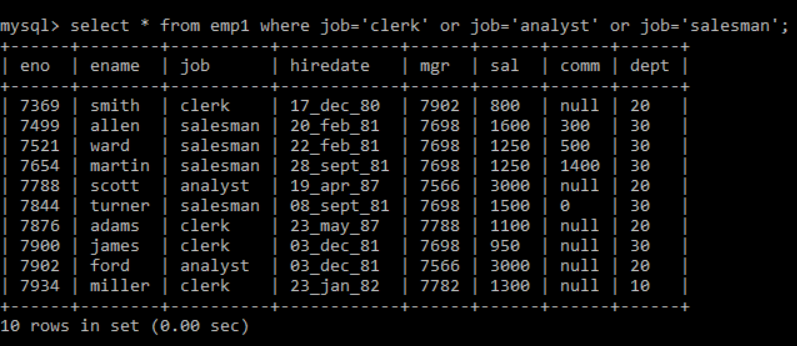 mysql> select * from emp1 where job='clerk' or job='analyst' or job='salesman';
+------+--------+----------+------------+------+------+------+------+
| eno  | ename  | job      | hiredate   | mgr  | sal  | comm | dept |
+------+--------+----------+------------+------+------+------+------+
| 7369 | smith  | clerk    | 17_dec_80  | 7902 | 800  | null | 20   |
| 7499 | allen  | salesman | 20_feb_81  | 7698 | 1600 | 300  | 30   |
| 7521 | ward   | salesman | 22_feb_81  | 7698 | 1250 | 500  | 30   |
| 7654 | martin | salesman | 28_sept_81 | 7698 | 1250 | 1400 | 30   |
| 7788 | scott  | analyst  | 19_apr_87  | 7566 | 3000 | null | 20   |
| 7844 | turner | salesman | 08_sept_81 | 7698 | 1500 | 0    | 30   |
| 7876 | adams  | clerk    | 23_may_87  | 7788 | 1100 | null | 20   |
| 7900 | james  | clerk    | 03_dec_81  | 7698 | 950  | null | 30   |
| 7902 | ford   | analyst  | 03_dec_81  | 7566 | 3000 | null | 20   |
| 7934 | miller | clerk    | 23_jan_82  | 7782 | 1300 | null | 10   |
+------+--------+----------+------------+------+------+------+------+
10 rows in set (0.00 sec)